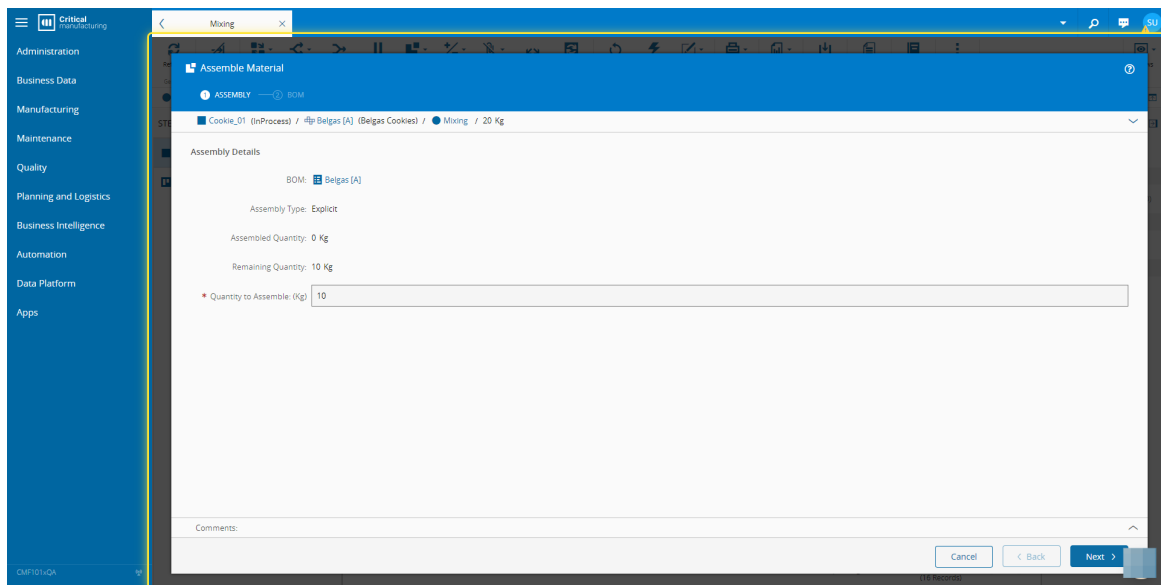 Critical
manufacturing
Mixing
SU
Administration
Business Data
Manufacturing
Maintenance
Quality
Planning and Logistics
Business Intelligence
Automation
Data Platform
Apps
CMF101xQA
Assemble Material
1 ASSEMBLY 2 BOM
Cookie_01 (InProcess) / Belgas [A] (Belgas Cookies) / Mixing / 20 Kg
Assembly Details
BOM: Belgas [A]
Assembly Type: Explicit
Assembled Quantity: 0 Kg
Remaining Quantity: 10 Kg
* Quantity to Assemble: (Kg) 10
Comments:
Cancel < Back Next >
(16 Records)